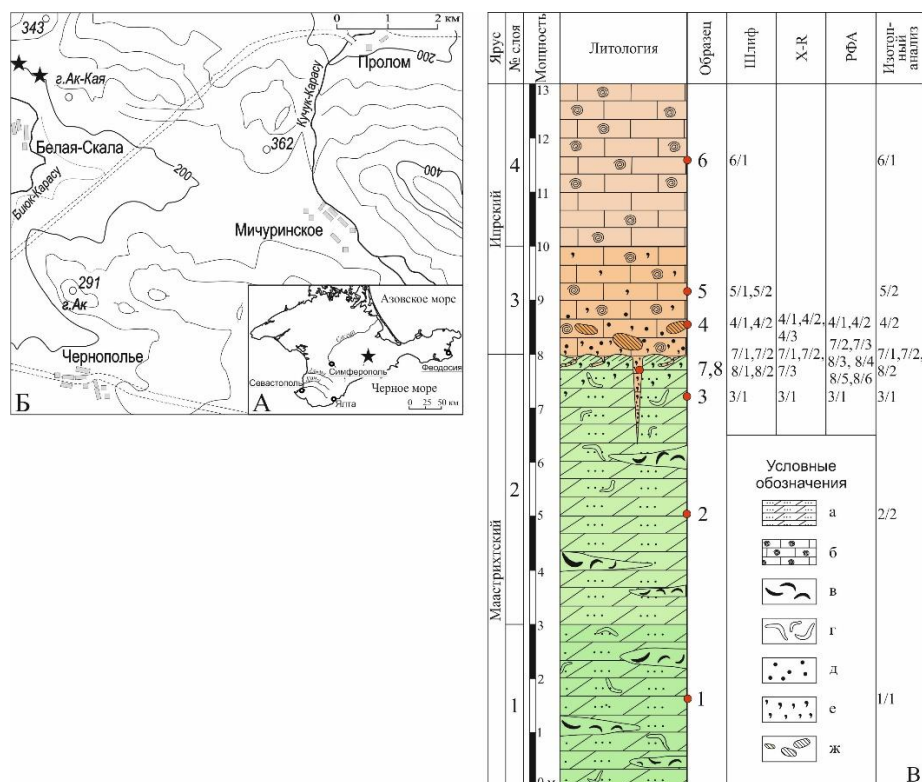 343
0 1 2 км
Пролом
200
г.Ак-Кая
Кучук-Карасу
362
Белая-Скала
200
400
Биюк-Карасу
Мичуринское
291
г.Ак
Чернополье
Азовское море
Симферополь
Феодосия
Севастополь
Черное море
Ялта
0 25 50 км
Б
А
Ярус
№ слоя
Мощность
Литология
Образец
Шлиф
X-R
РФА
Изотоп-
ный
анализ
13
12
4
6 6/1 6/1
11
Ипрский
10
3
5 5/1,5/2 5/2
9
4 4/1,4/2 4/1,4/2, 4/1,4/2 4/2
4/3
8
7/1,7/2 7/1,7/2, 7/2,7/3 7/1,7/2,
7,8 8/1,8/2 7/3 8/3, 8/4 8/2
8/5,8/6
3 3/1 3/1 3/1 3/1
7
6
2
5
2 2/2
4
Маастрихтский
3
1
2
1 1/1
1
0 м
Условные
обозначения
а
б
в
г
д
е
ж
В